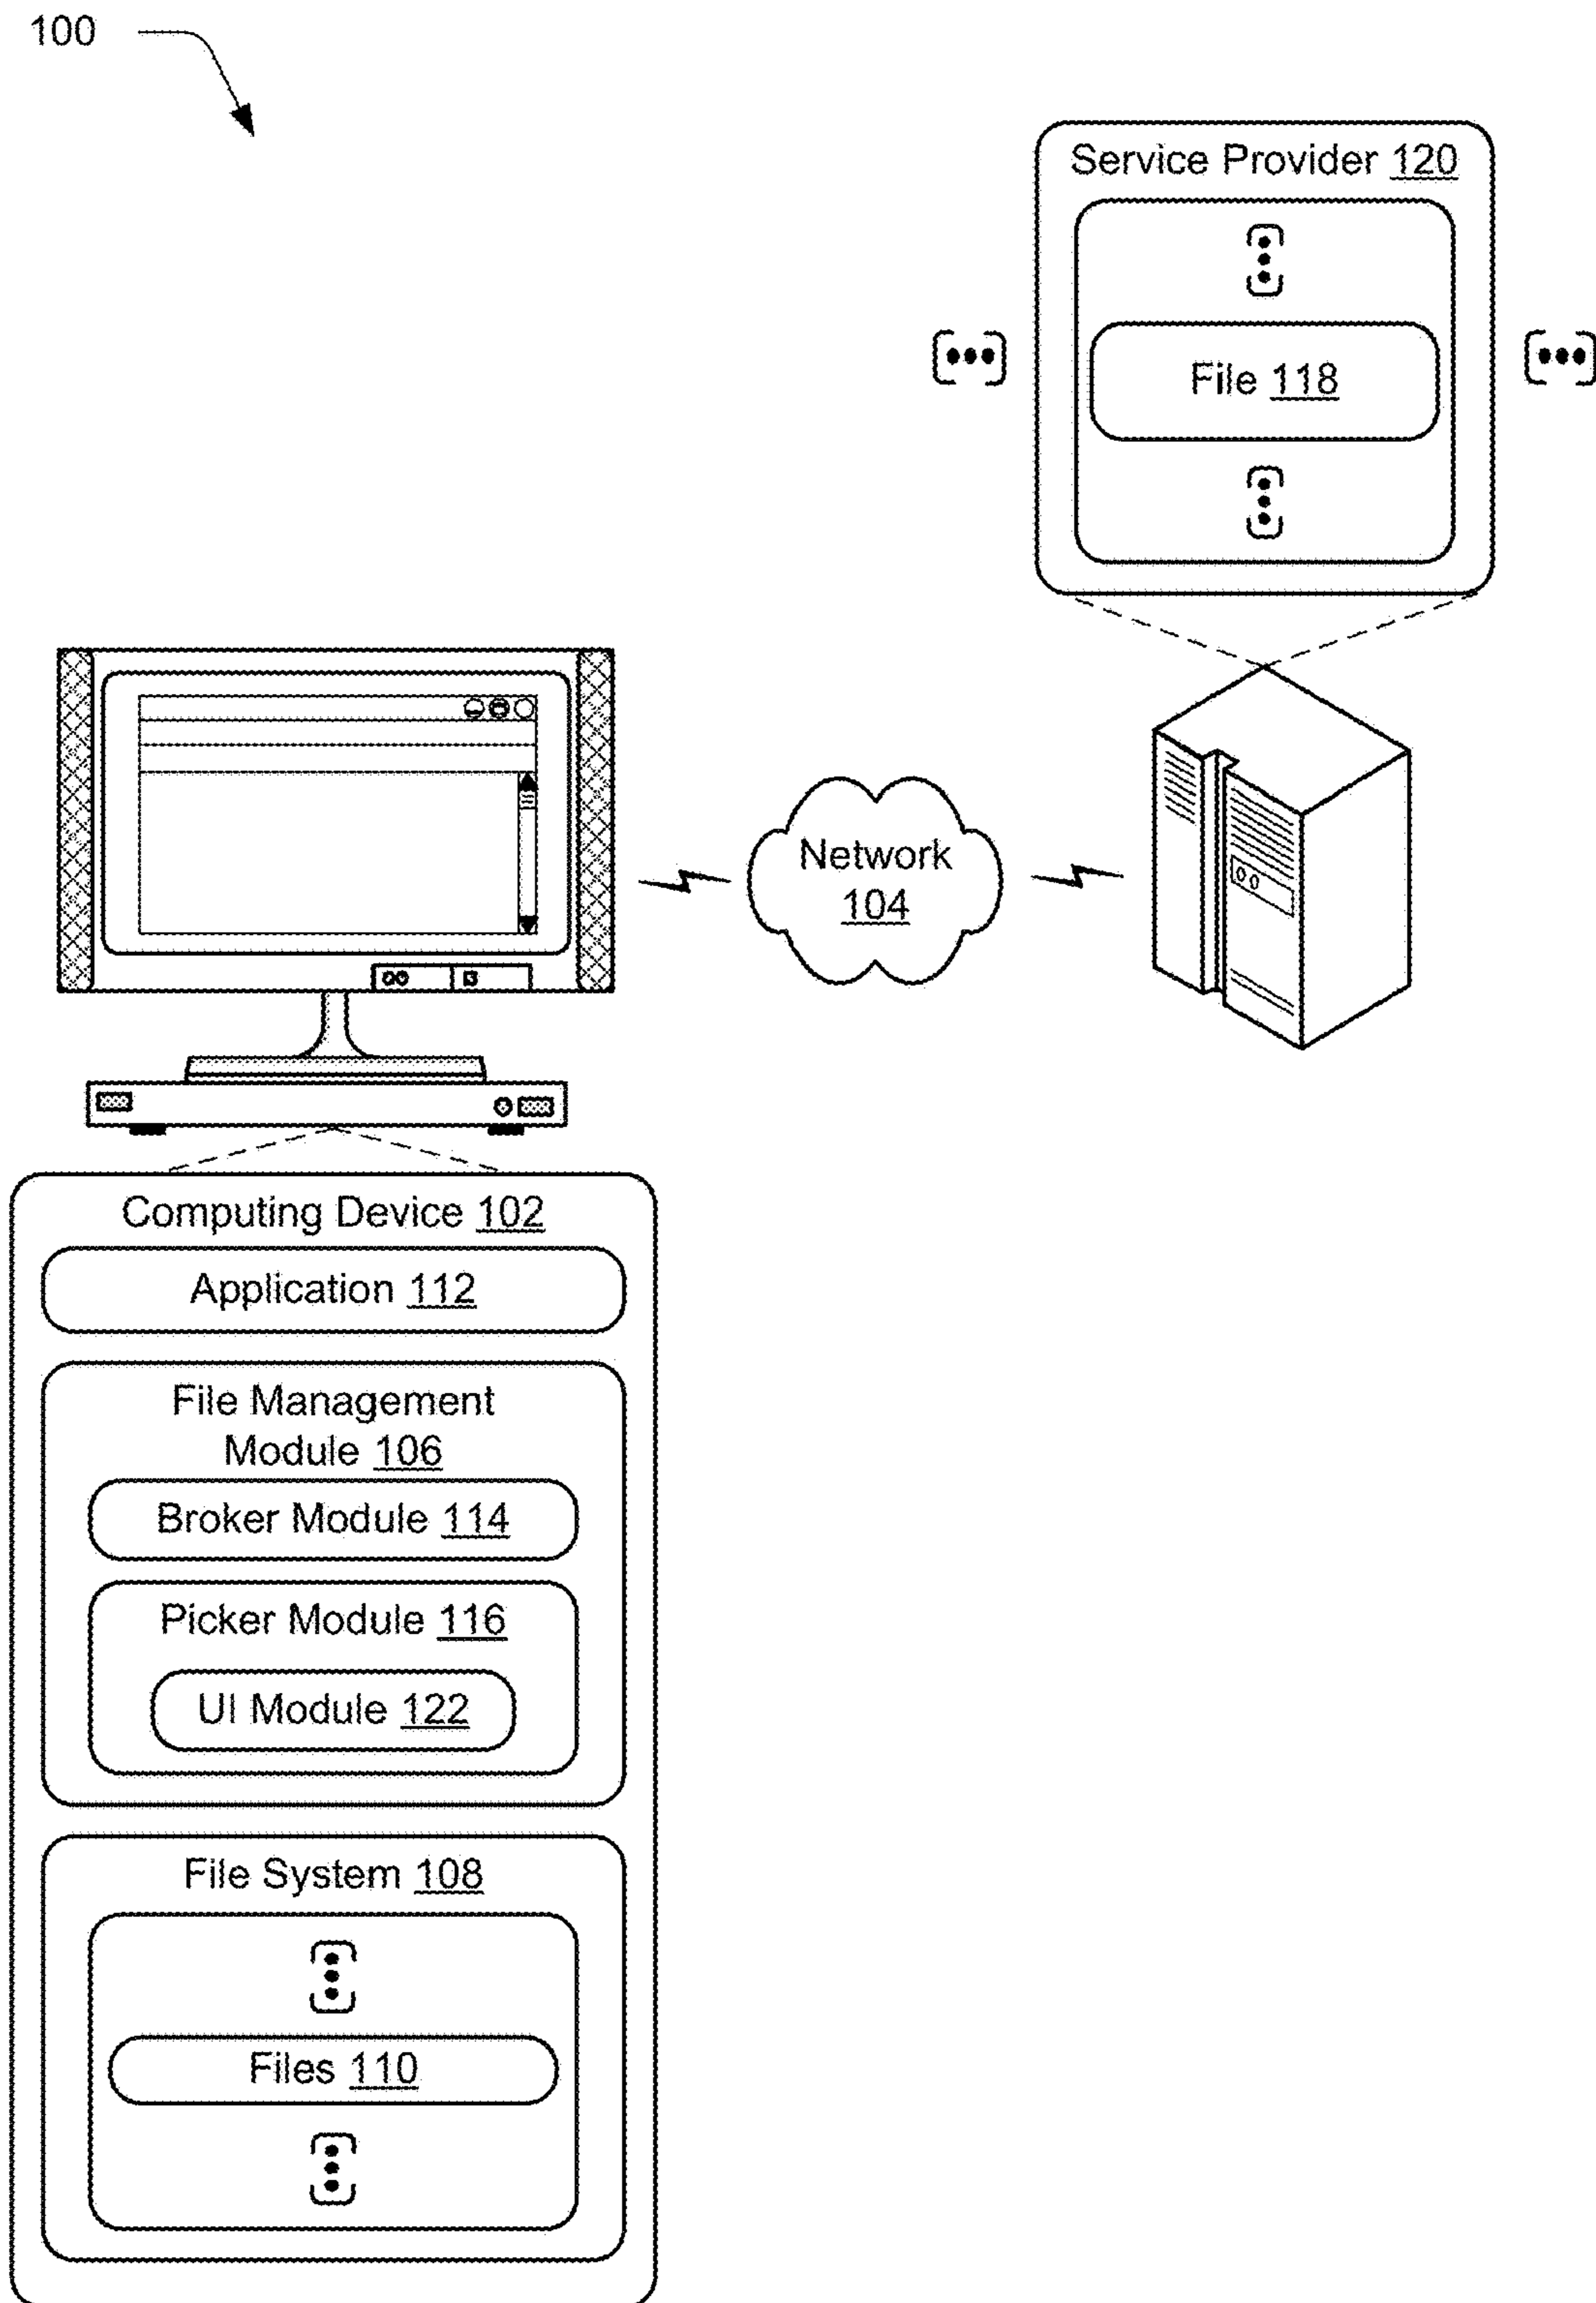 100
Service Provider 120
File 118
Network
104
Computing Device 102
Application 112
File Management
Module 106
Broker Module 114
Picker Module 116
UI Module 122
File System 108
Files 110